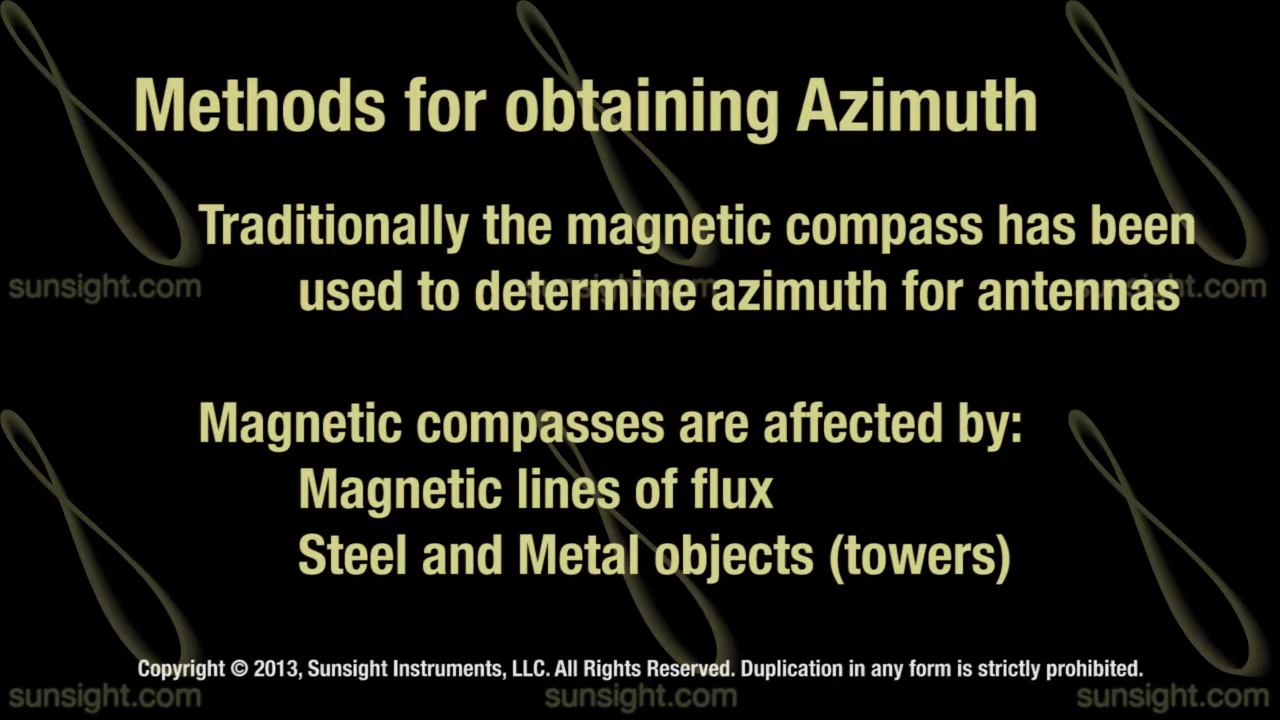 Methods for obtaining Azimuth
Traditionally the magnetic compass has been
used to determine azimuth for antennas
sunsight.com sunsight.com sunsight.com
Magnetic compasses are affected by:
Magnetic lines of flux
Steel and Metal objects (towers)
Copyright © 2013, Sunsight Instruments, LLC. All Rights Reserved. Duplication in any form is strictly prohibited.
sunsight.com sunsight.com sunsight.com